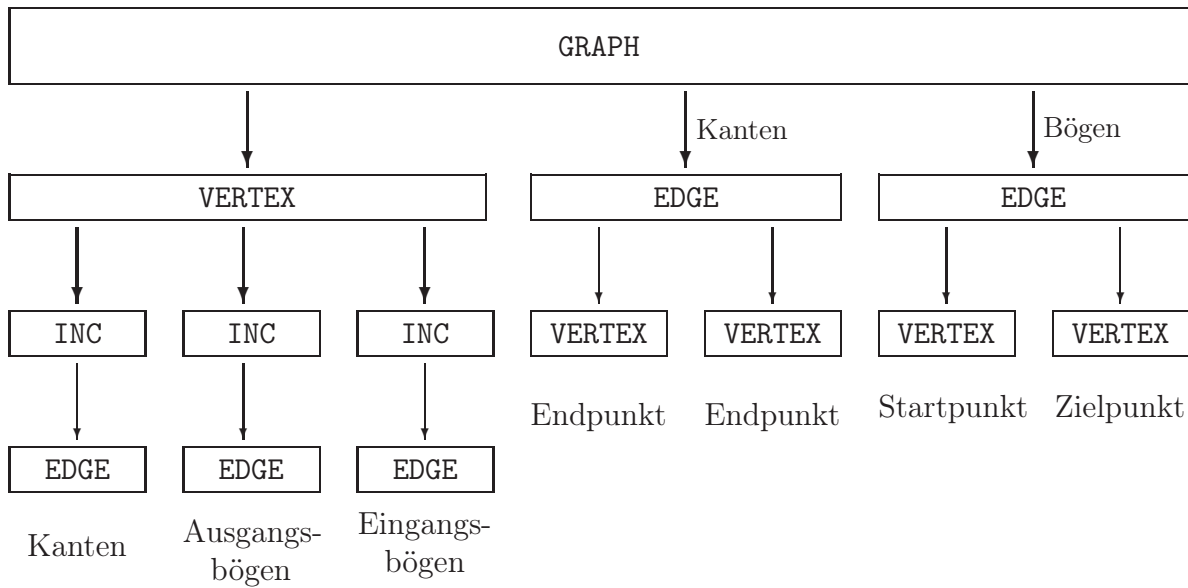 GRAPH
Kanten
Bögen
VERTEX
EDGE
EDGE
INC
INC
INC
VERTEX
VERTEX
VERTEX
VERTEX
Endpunkt
Endpunkt
Startpunkt
Zielpunkt
EDGE
EDGE
EDGE
Kanten
Ausgangs-
bögen
Eingangs-
bögen